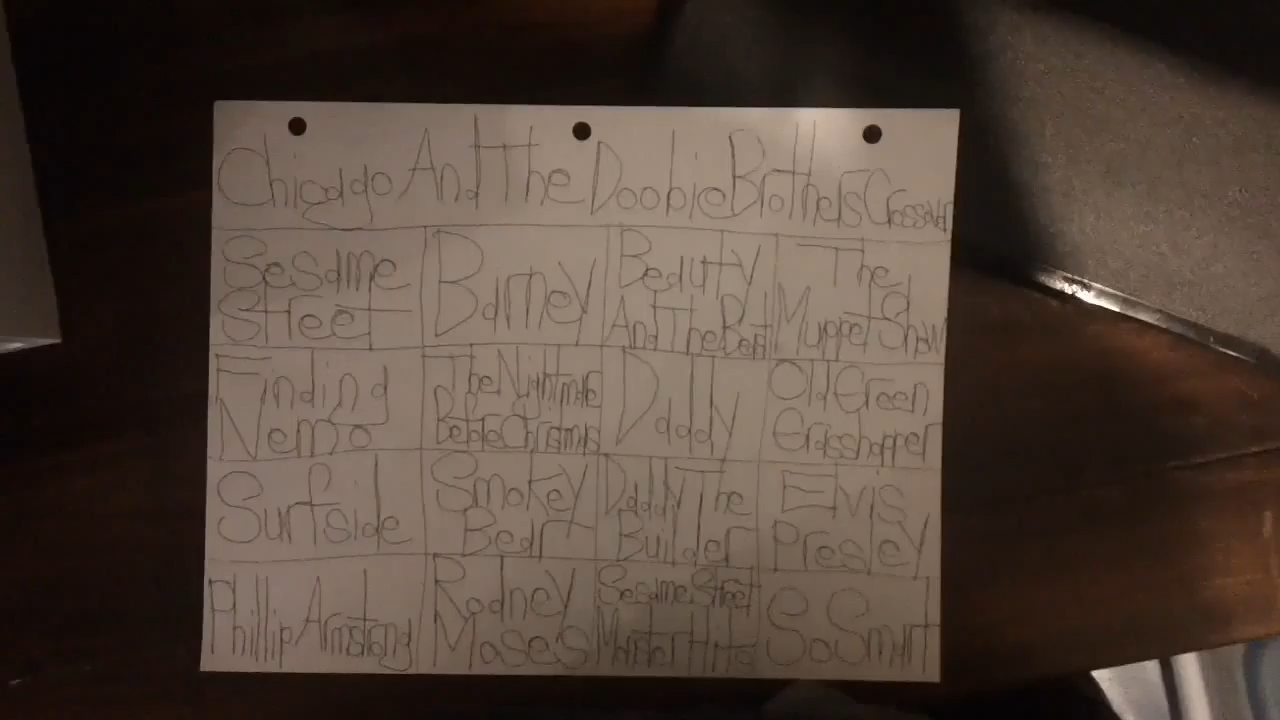 Chicago And The Doobie Brothers Crossover
Sesame
Street
Barney
Beauty
And The Beast
The
Muppet Show
Finding
Nemo
The Nightmare
Before Christmas
Daddy
Old Green
Grasshopper
Surfside
Smokey
Bear
Daddy The
Builder
Elvis
Presley
Phillip Armstrong
Rodney
Moses
Sesame Street
Monster Hits
So Smart